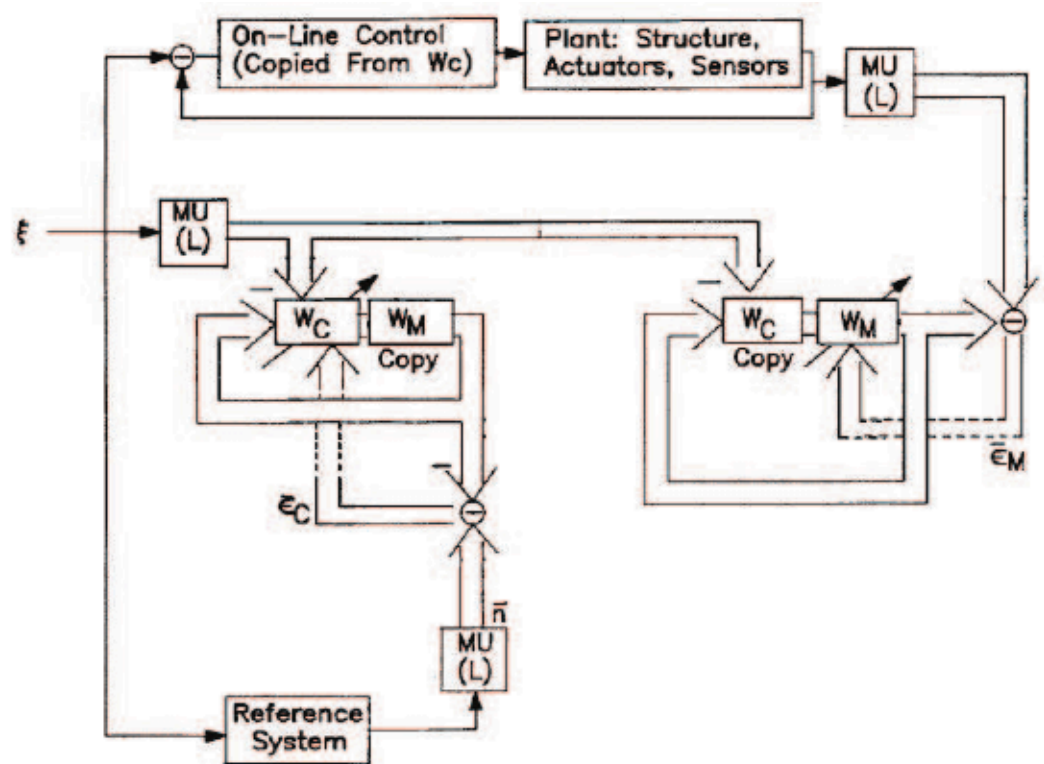 On-Line Control
(Copied From Wc)
Plant: Structure,
Actuators, Sensors
MU
(L)
ξ
MU
(L)
W_C
W_M
Copy
W_C
W_M
Copy
ε̄_M
ε̄_C
n̄
MU
(L)
Reference
System